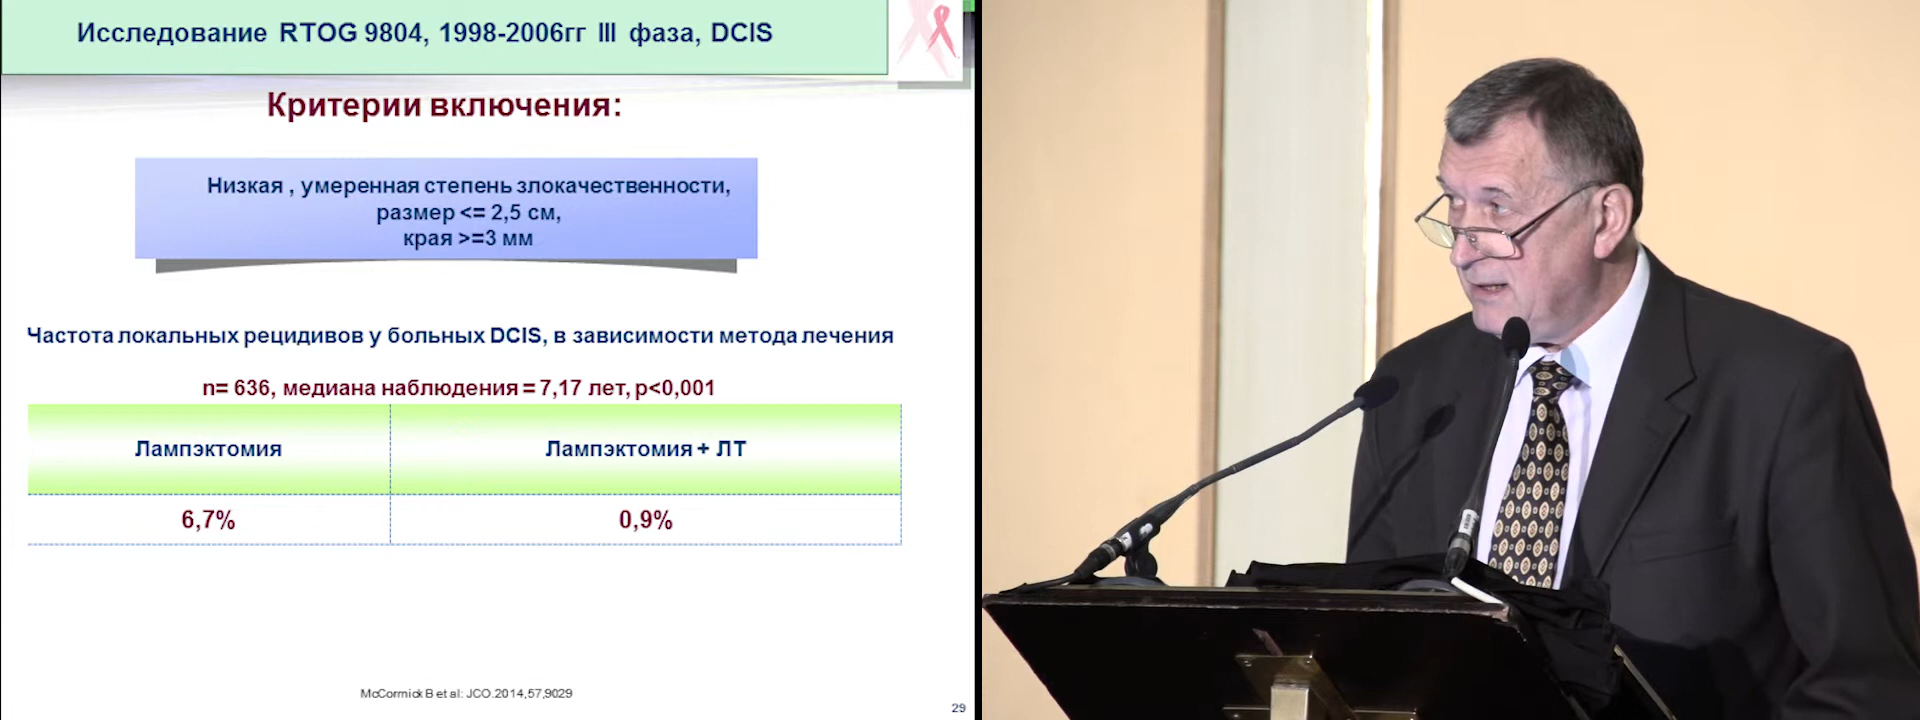 Исследование RTOG 9804, 1998-2006гг III фаза, DCIS
Критерии включения:
Низкая , умеренная степень злокачественности,
размер <= 2,5 см,
края >=3 мм
Частота локальных рецидивов у больных DCIS, в зависимости метода лечения
n= 636, медиана наблюдения = 7,17 лет, p<0,001
Лампэктомия
Лампэктомия + ЛТ
6,7%
0,9%
McCormick B et al: JCO.2014,57,9029
29